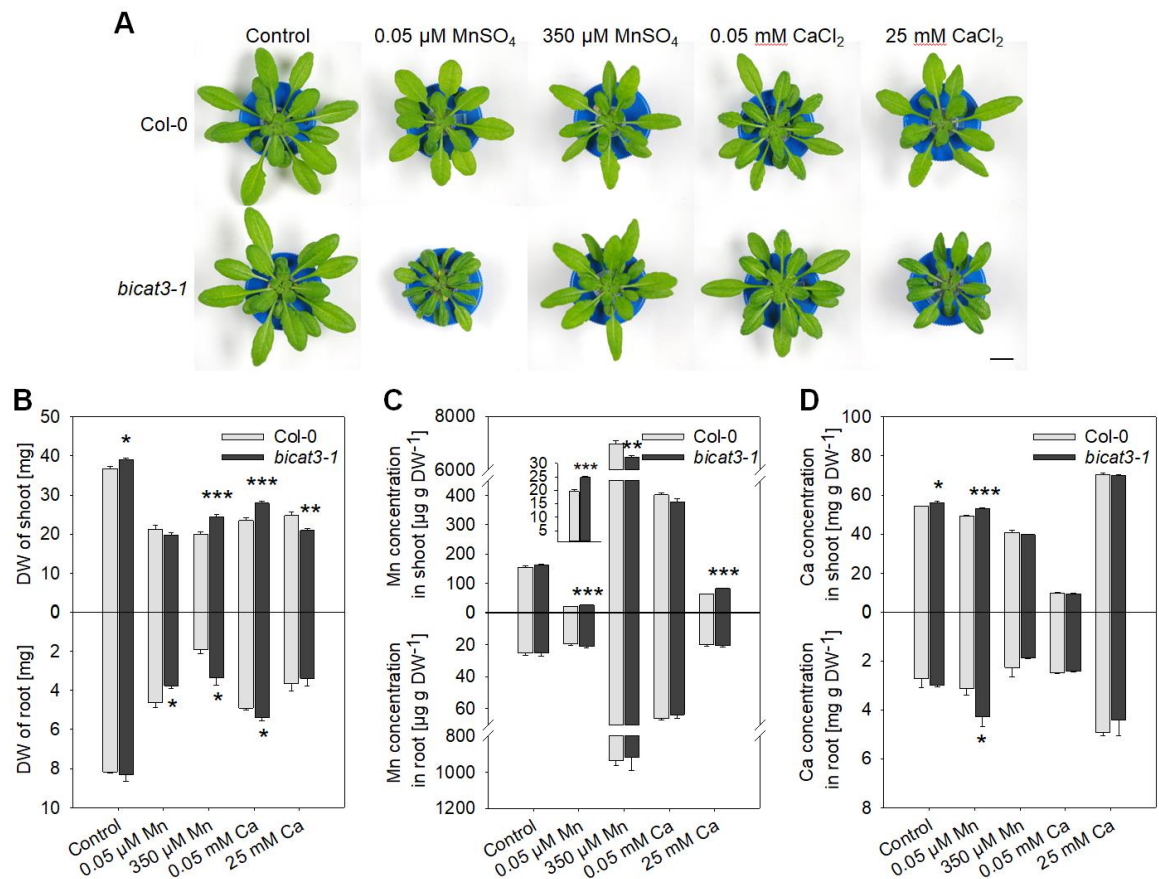 A
Control 0.05 µM MnSO₄ 350 µM MnSO₄ 0.05 mM CaCl₂ 25 mM CaCl₂
Col-0
bicat3-1
B
DW of shoot [mg]
DW of root [mg]
50
40
30
20
10
0
2
4
6
8
10
Col-0
bicat3-1
*
***
***
**
*
*
*
Control
0.05 µM Mn
350 µM Mn
0.05 mM Ca
25 mM Ca
C
Mn concentration
in shoot [µg g DW⁻¹]
Mn concentration
in root [µg g DW⁻¹]
8000
6000
400
300
200
100
0
20
40
60
800
1000
1200
30
25
20
15
10
5
***
Col-0
bicat3-1
**
***
***
Control
0.05 µM Mn
350 µM Mn
0.05 mM Ca
25 mM Ca
D
Ca concentration
in shoot [mg g DW⁻¹]
Ca concentration
in root [mg g DW⁻¹]
100
80
60
40
20
0
2
4
6
8
Col-0
bicat3-1
*
***
*
Control
0.05 µM Mn
350 µM Mn
0.05 mM Ca
25 mM Ca